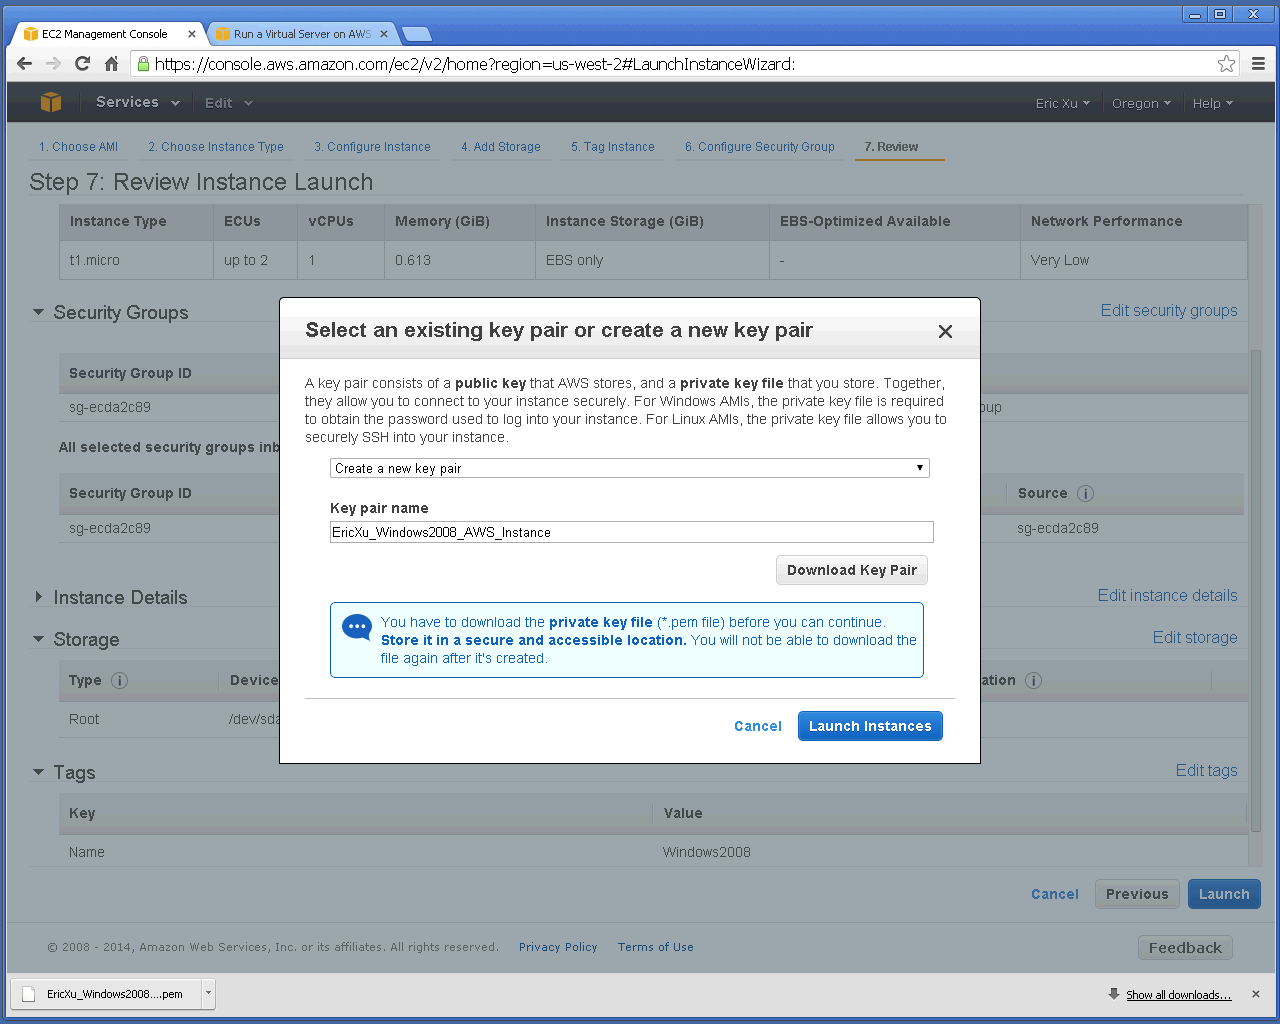 EC2 Management Console
Run a Virtual Server on AWS
https://console.aws.amazon.com/ec2/v2/home?region=us-west-2#LaunchInstanceWizard:
Services Edit Eric Xu Oregon Help
1. Choose AMI 2. Choose Instance Type 3. Configure Instance 4. Add Storage 5. Tag Instance 6. Configure Security Group 7. Review
Step 7: Review Instance Launch
Instance Type ECUs vCPUs Memory (GiB) Instance Storage (GiB) EBS-Optimized Available Network Performance
t1.micro up to 2 1 0.613 EBS only - Very Low
Security Groups Edit security groups
Security Group ID
sg-ecda2c89 oup
All selected security groups inb
Security Group ID Source
sg-ecda2c89 sg-ecda2c89
Instance Details Edit instance details
Storage Edit storage
Type Device ation
Root /dev/sda
Tags Edit tags
Key Value
Name Windows2008
Select an existing key pair or create a new key pair
A key pair consists of a public key that AWS stores, and a private key file that you store. Together,
they allow you to connect to your instance securely. For Windows AMIs, the private key file is required
to obtain the password used to log into your instance. For Linux AMIs, the private key file allows you to
securely SSH into your instance.
Create a new key pair
Key pair name
EricXu_Windows2008_AWS_Instance
Download Key Pair
You have to download the private key file (*.pem file) before you can continue.
Store it in a secure and accessible location. You will not be able to download the
file again after it's created.
Cancel Launch Instances
Cancel Previous Launch
© 2008 - 2014, Amazon Web Services, Inc. or its affiliates. All rights reserved. Privacy Policy Terms of Use Feedback
EricXu_Windows2008....pem Show all downloads...